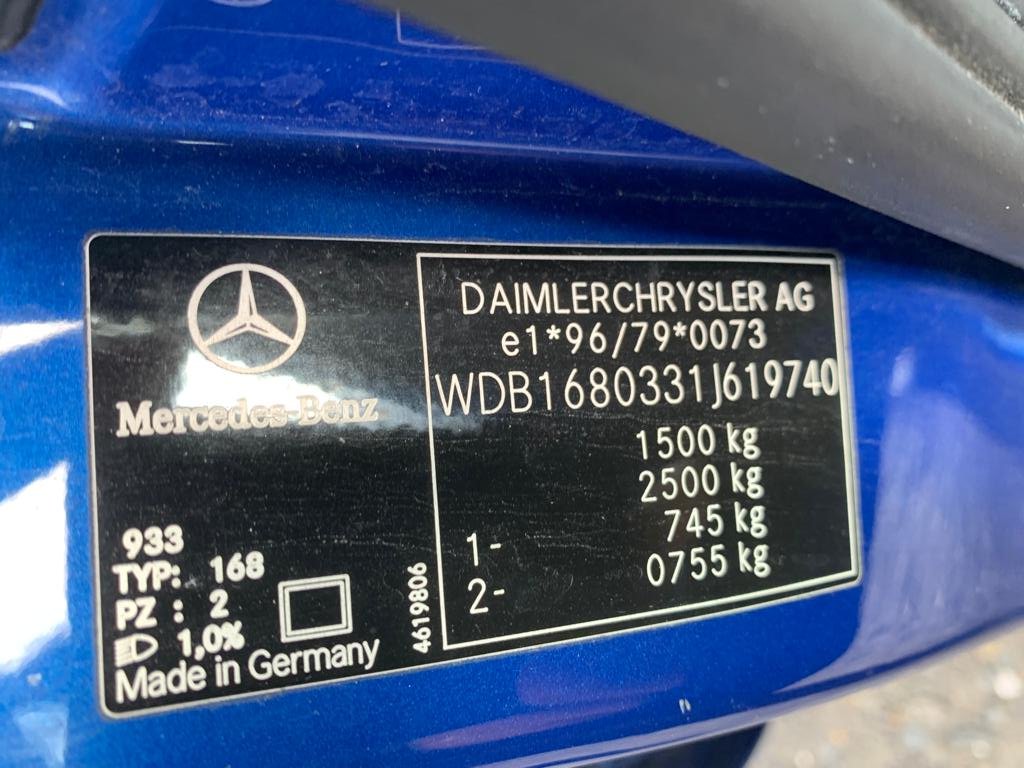 Mercedes-Benz
933
TYP: 168
PZ : 2
1,0%
Made in Germany
4619806
DAIMLERCHRYSLER AG
e1*96/79*0073
WDB1680331J619740
1500 kg
2500 kg
1- 745 kg
2- 0755 kg